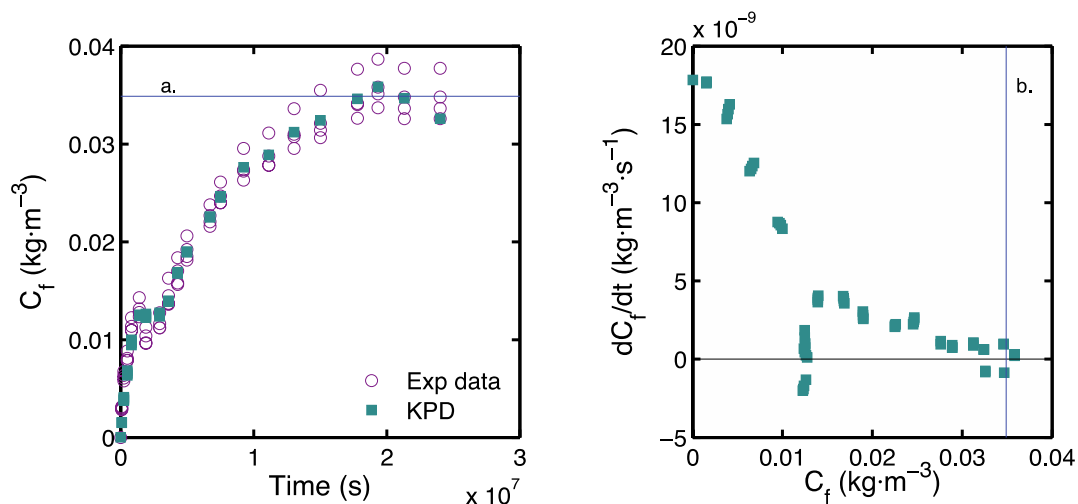 a.
0.04
0.03
0.02
0.01
0
C_f (kg·m⁻³)
Exp data
KPD
0 1 2 3
Time (s)
x 10⁷
x 10⁻⁹
b.
20
15
10
5
0
−5
dC_f/dt (kg·m⁻³·s⁻¹)
0 0.01 0.02 0.03 0.04
C_f (kg·m⁻³)